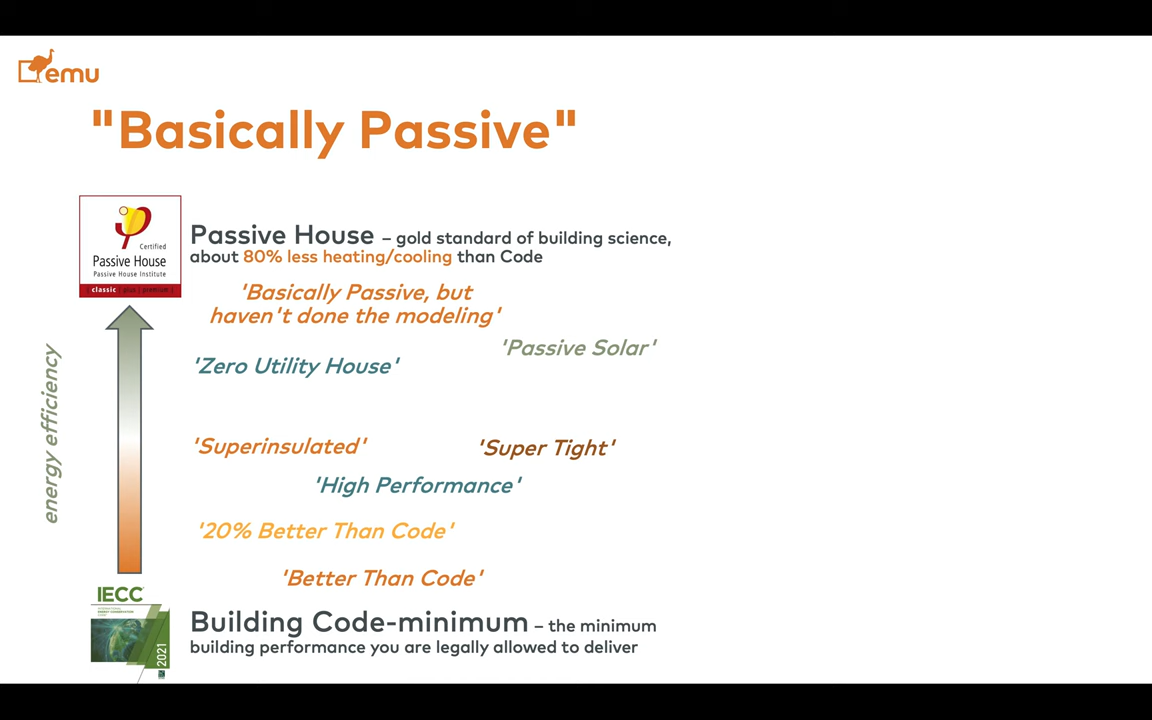 emu
"Basically Passive"
Certified
Passive House
Passive House Institute
classic | plus | premium |
Passive House – gold standard of building science,
about 80% less heating/cooling than Code
'Basically Passive, but
haven't done the modeling'
'Passive Solar'
'Zero Utility House'
energy efficiency
'Superinsulated'
'Super Tight'
'High Performance'
'20% Better Than Code'
'Better Than Code'
IECC
2021
Building Code-minimum – the minimum
building performance you are legally allowed to deliver